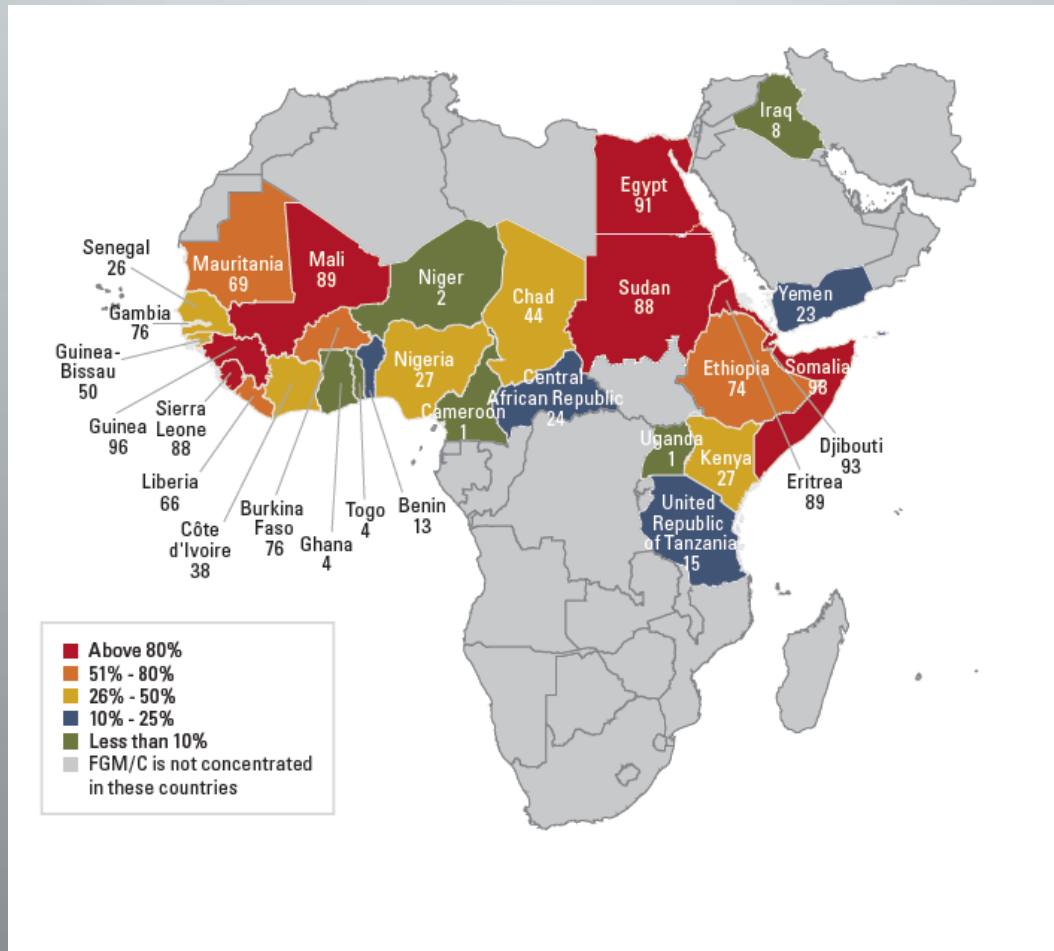 Iraq
8
Egypt
91
Senegal
26
Mauritania
69
Mali
89
Niger
2
Chad
44
Sudan
88
Yemen
23
Gambia
76
Guinea-
Bissau
50
Nigeria
27
Ethiopia
74
Somalia
98
Central
African Republic
24
Cameroon
1
Uganda
1
Kenya
27
Sierra
Leone
88
Guinea
96
Djibouti
93
Eritrea
89
Liberia
66
Côte
d'Ivoire
38
Burkina
Faso
76
Ghana
4
Togo
4
Benin
13
United
Republic
of Tanzania
15
Above 80%
51% - 80%
26% - 50%
10% - 25%
Less than 10%
FGM/C is not concentrated
in these countries